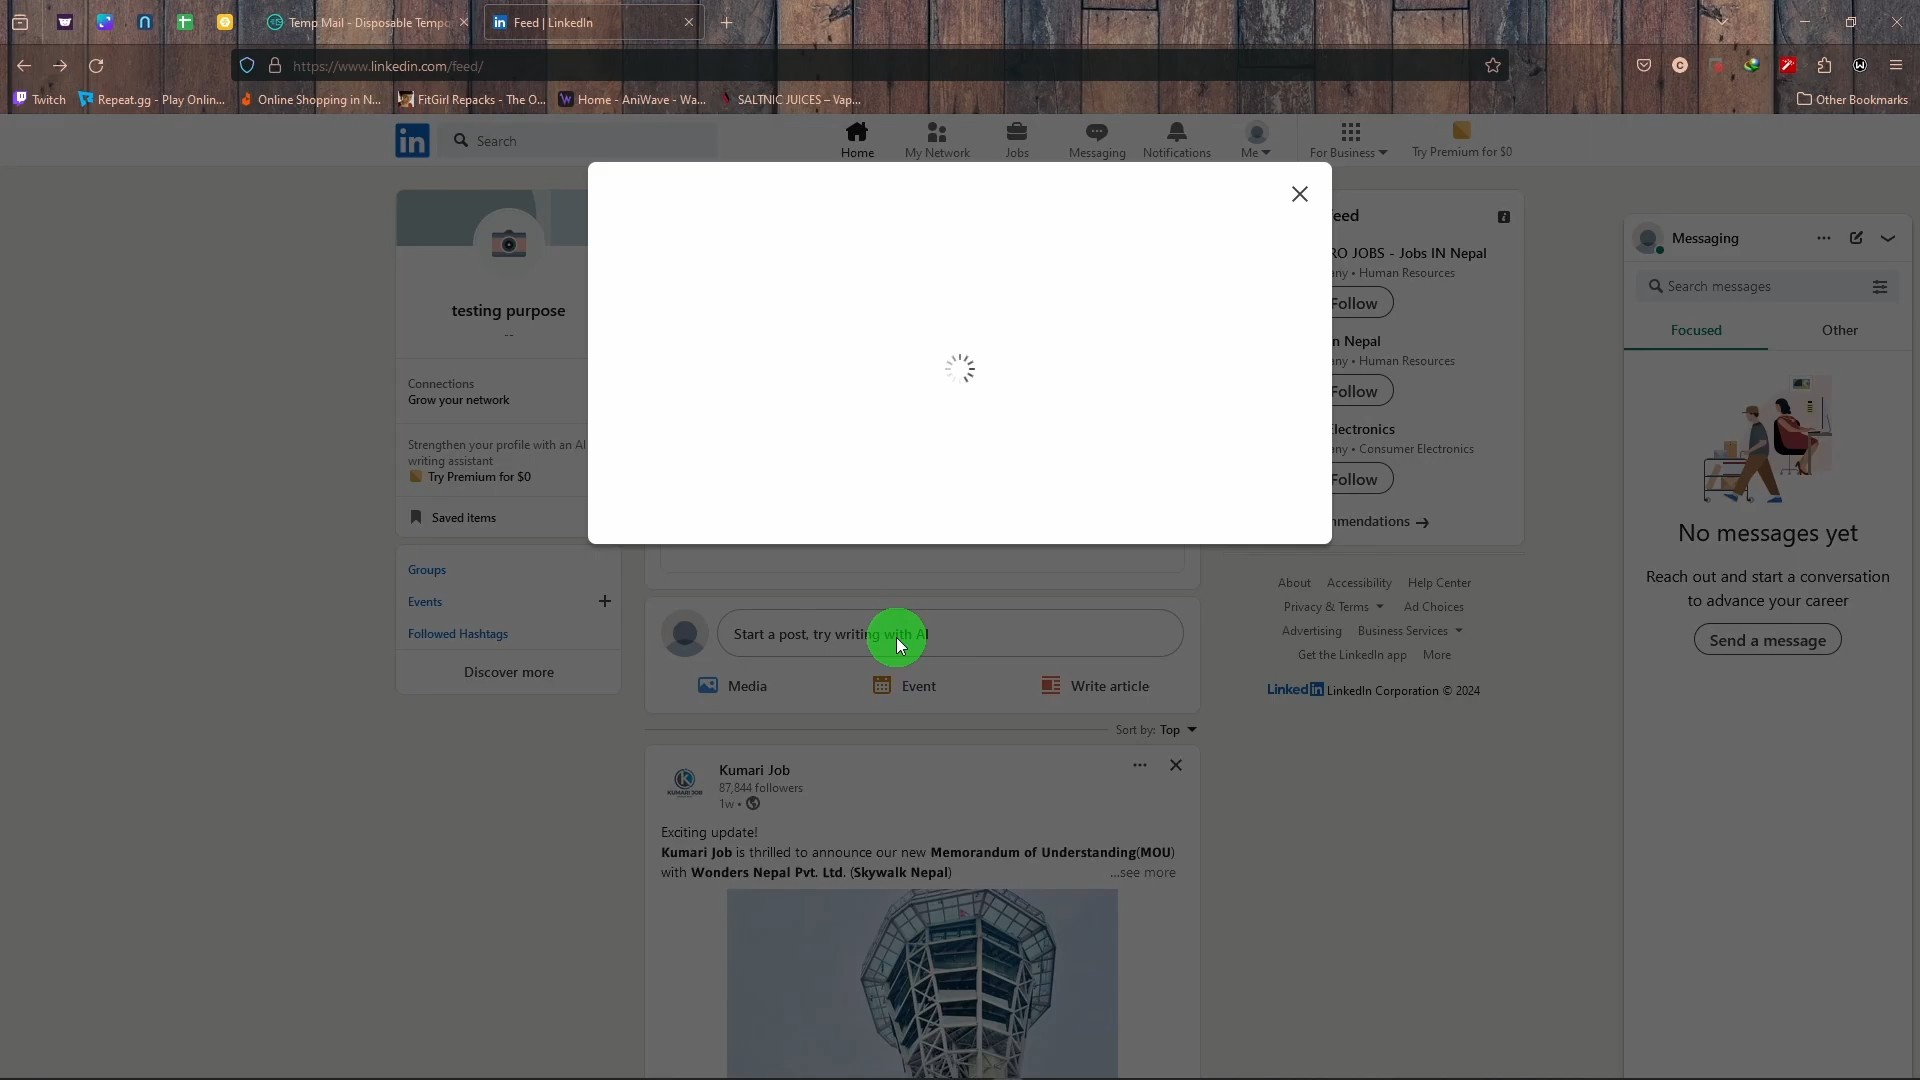 Temp Mail - Disposable Tempo
Feed | LinkedIn
https://www.linkedin.com/feed/
Twitch
Repeat.gg - Play Onlin...
Online Shopping in N...
FitGirl Repacks - The O...
Home - AniWave - Wa...
SALTNIC JUICES – Vap...
Other Bookmarks
in
Search
Home
My Network
Jobs
Messaging
Notifications
Me
For Business
Try Premium for $0
testing purpose
--
Connections
Grow your network
Strengthen your profile with an AI
writing assistant
Try Premium for $0
Saved items
Groups
Events
Followed Hashtags
Discover more
Start a post, try writing with AI
Media
Event
Write article
Sort by: Top
Kumari Job
87,844 followers
1w •
Exciting update!
Kumari Job is thrilled to announce our new Memorandum of Understanding(MOU)
with Wonders Nepal Pvt. Ltd. (Skywalk Nepal)
...see more
KUMARI JOB
eed
RO JOBS - Jobs IN Nepal
any • Human Resources
Follow
n Nepal
any • Human Resources
Follow
Electronics
any • Consumer Electronics
Follow
mmendations →
About
Accessibility
Help Center
Privacy & Terms
Ad Choices
Advertising
Business Services
Get the LinkedIn app
More
LinkedIn LinkedIn Corporation © 2024
Messaging
Search messages
Focused
Other
No messages yet
Reach out and start a conversation
to advance your career
Send a message